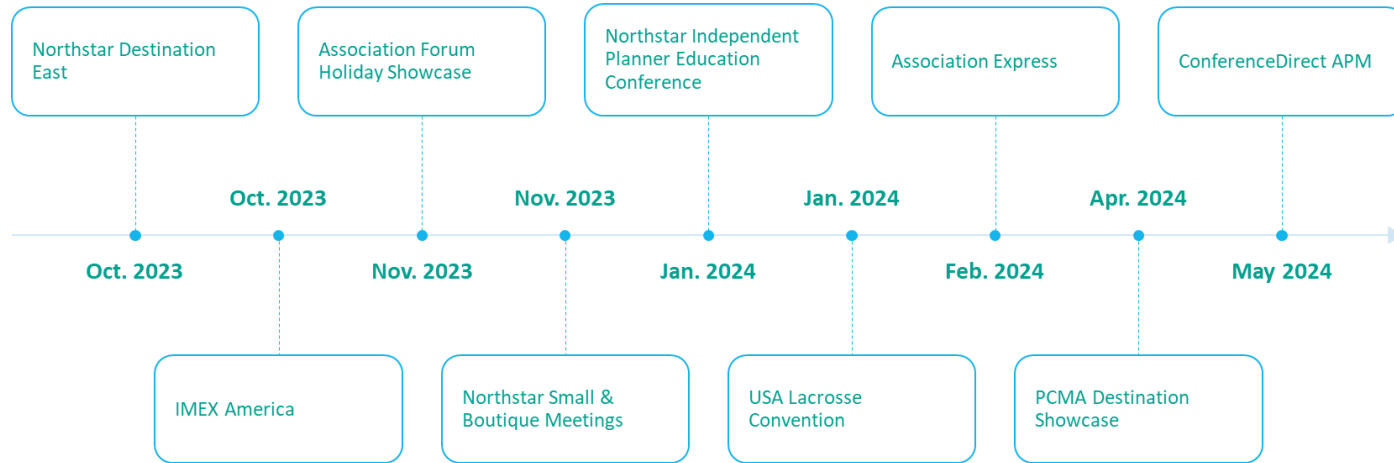 Northstar Destination
East
Association Forum
Holiday Showcase
Northstar Independent
Planner Education
Conference
Association Express
ConferenceDirect APM
Oct. 2023
Nov. 2023
Jan. 2024
Apr. 2024
Oct. 2023
Nov. 2023
Jan. 2024
Feb. 2024
May 2024
IMEX America
Northstar Small &
Boutique Meetings
USA Lacrosse
Convention
PCMA Destination
Showcase